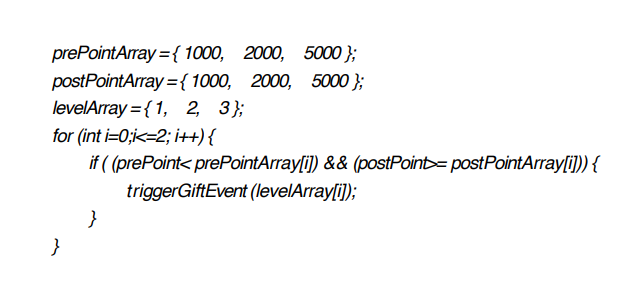 prePointArray = { 1000, 2000, 5000 };
postPointArray = { 1000, 2000, 5000 };
levelArray = { 1, 2, 3 };
for (int i=0;i<=2; i++) {
if ( (prePoint< prePointArray[i]) && (postPoint>= postPointArray[i])) {
triggerGiftEvent (levelArray[i]);
}
}